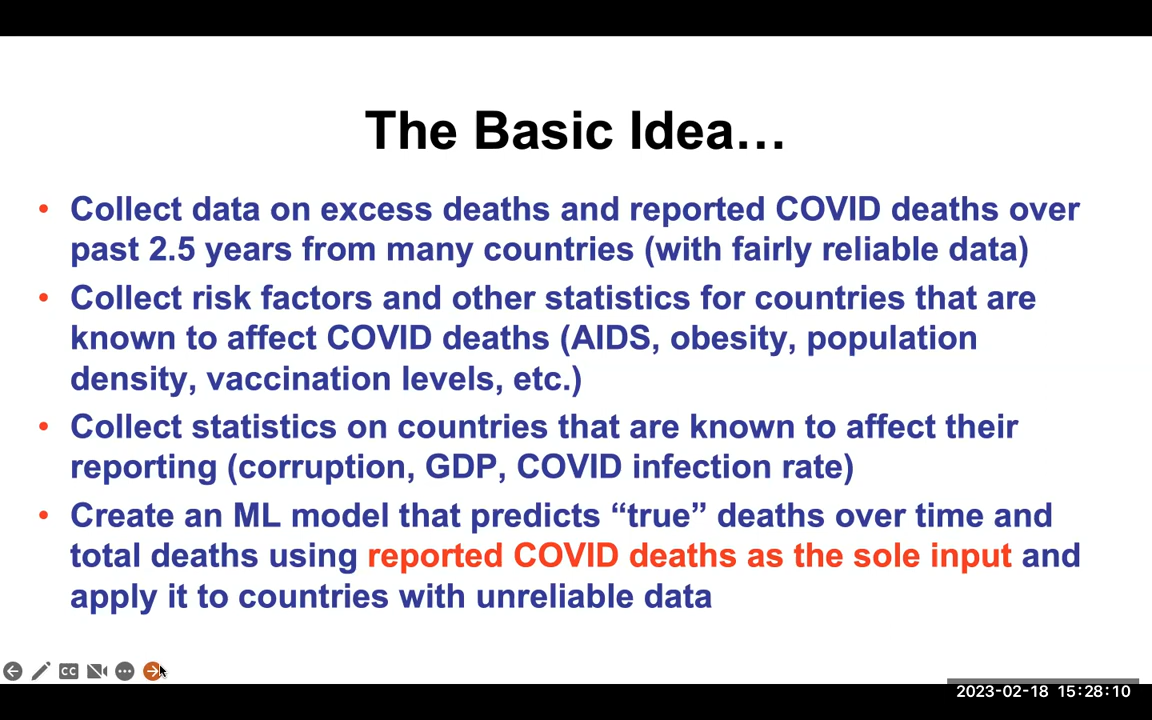 The Basic Idea…
• Collect data on excess deaths and reported COVID deaths over
past 2.5 years from many countries (with fairly reliable data)
• Collect risk factors and other statistics for countries that are
known to affect COVID deaths (AIDS, obesity, population
density, vaccination levels, etc.)
• Collect statistics on countries that are known to affect their
reporting (corruption, GDP, COVID infection rate)
• Create an ML model that predicts “true” deaths over time and
total deaths using reported COVID deaths as the sole input and
apply it to countries with unreliable data
CC
2023-02-18 15:28:10